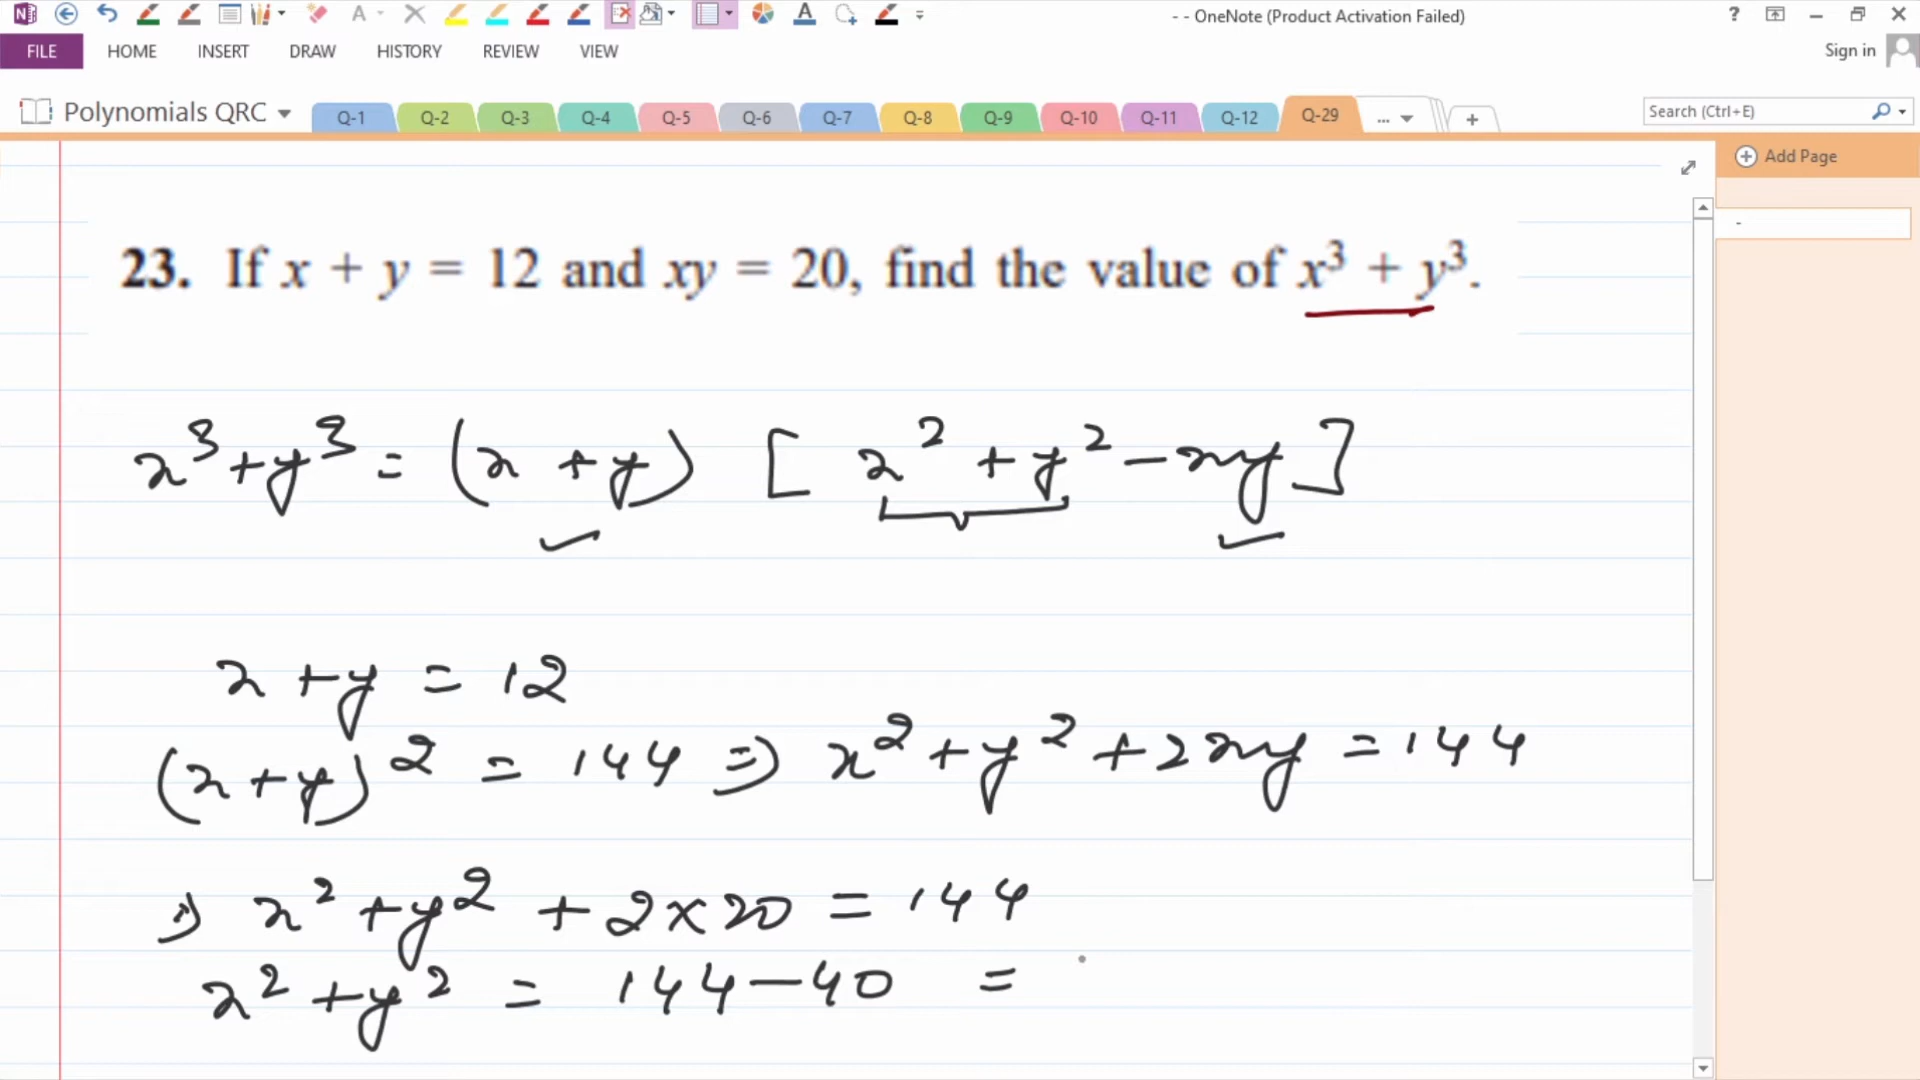 - - OneNote (Product Activation Failed)
FILE HOME INSERT DRAW HISTORY REVIEW VIEW Sign in
Polynomials QRC Q-1 Q-2 Q-3 Q-4 Q-5 Q-6 Q-7 Q-8 Q-9 Q-10 Q-11 Q-12 Q-29 ... + Search (Ctrl+E)
Add Page
-
23. If x + y = 12 and xy = 20, find the value of x³ + y³.
x³ + y³ = (x + y) [ x² + y² - xy ]
x + y = 12
(x + y)² = 144 ⇒ x² + y² + 2xy = 144
⇒ x² + y² + 2 × 20 = 144
x² + y² = 144 - 40 =